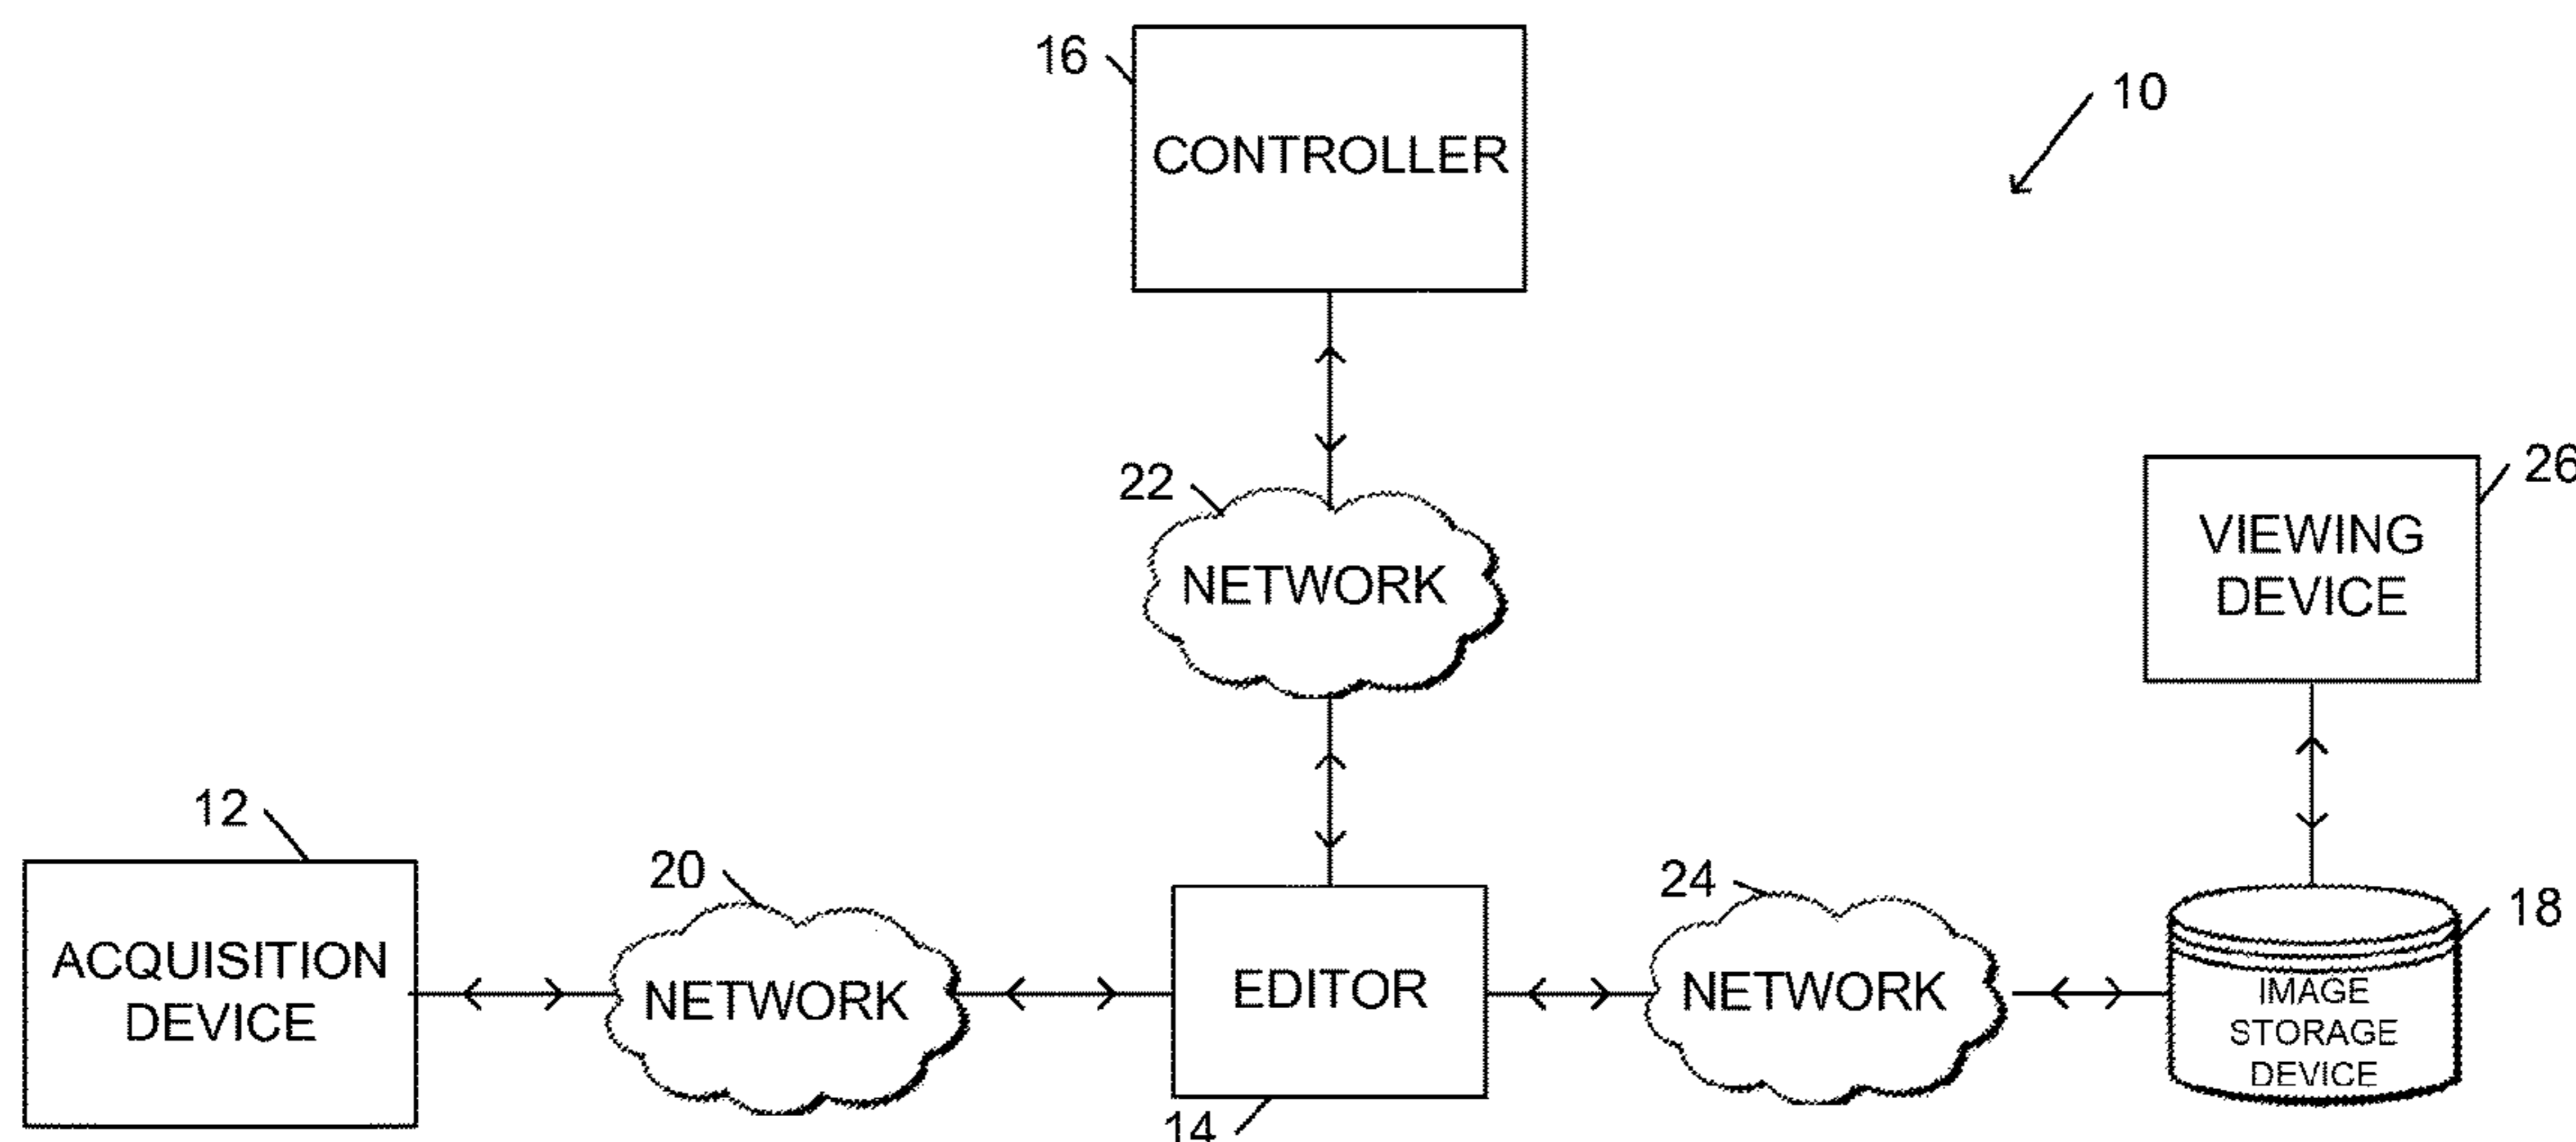 16
CONTROLLER
10
22
NETWORK
26
VIEWING
DEVICE
12
ACQUISITION
DEVICE
20
NETWORK
EDITOR
14
24
NETWORK
18
IMAGE
STORAGE
DEVICE